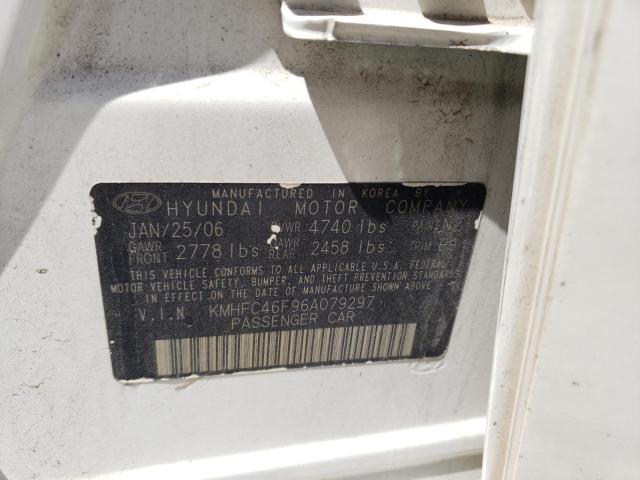 MANUFACTURED IN KOREA BY
HYUNDAI MOTOR COMPANY
JAN/25/06 GVWR 4740 lbs PAINT
GAWR FRONT 2778 lbs GAWR REAR 2458 lbs TRIM
THIS VEHICLE CONFORMS TO ALL APPLICABLE U.S.A. FEDERAL
MOTOR VEHICLE SAFETY, BUMPER, AND THEFT PREVENTION STANDARDS
IN EFFECT ON THE DATE OF MANUFACTURE SHOWN ABOVE.
V.I.N KMHFC46F96A079297
PASSENGER CAR